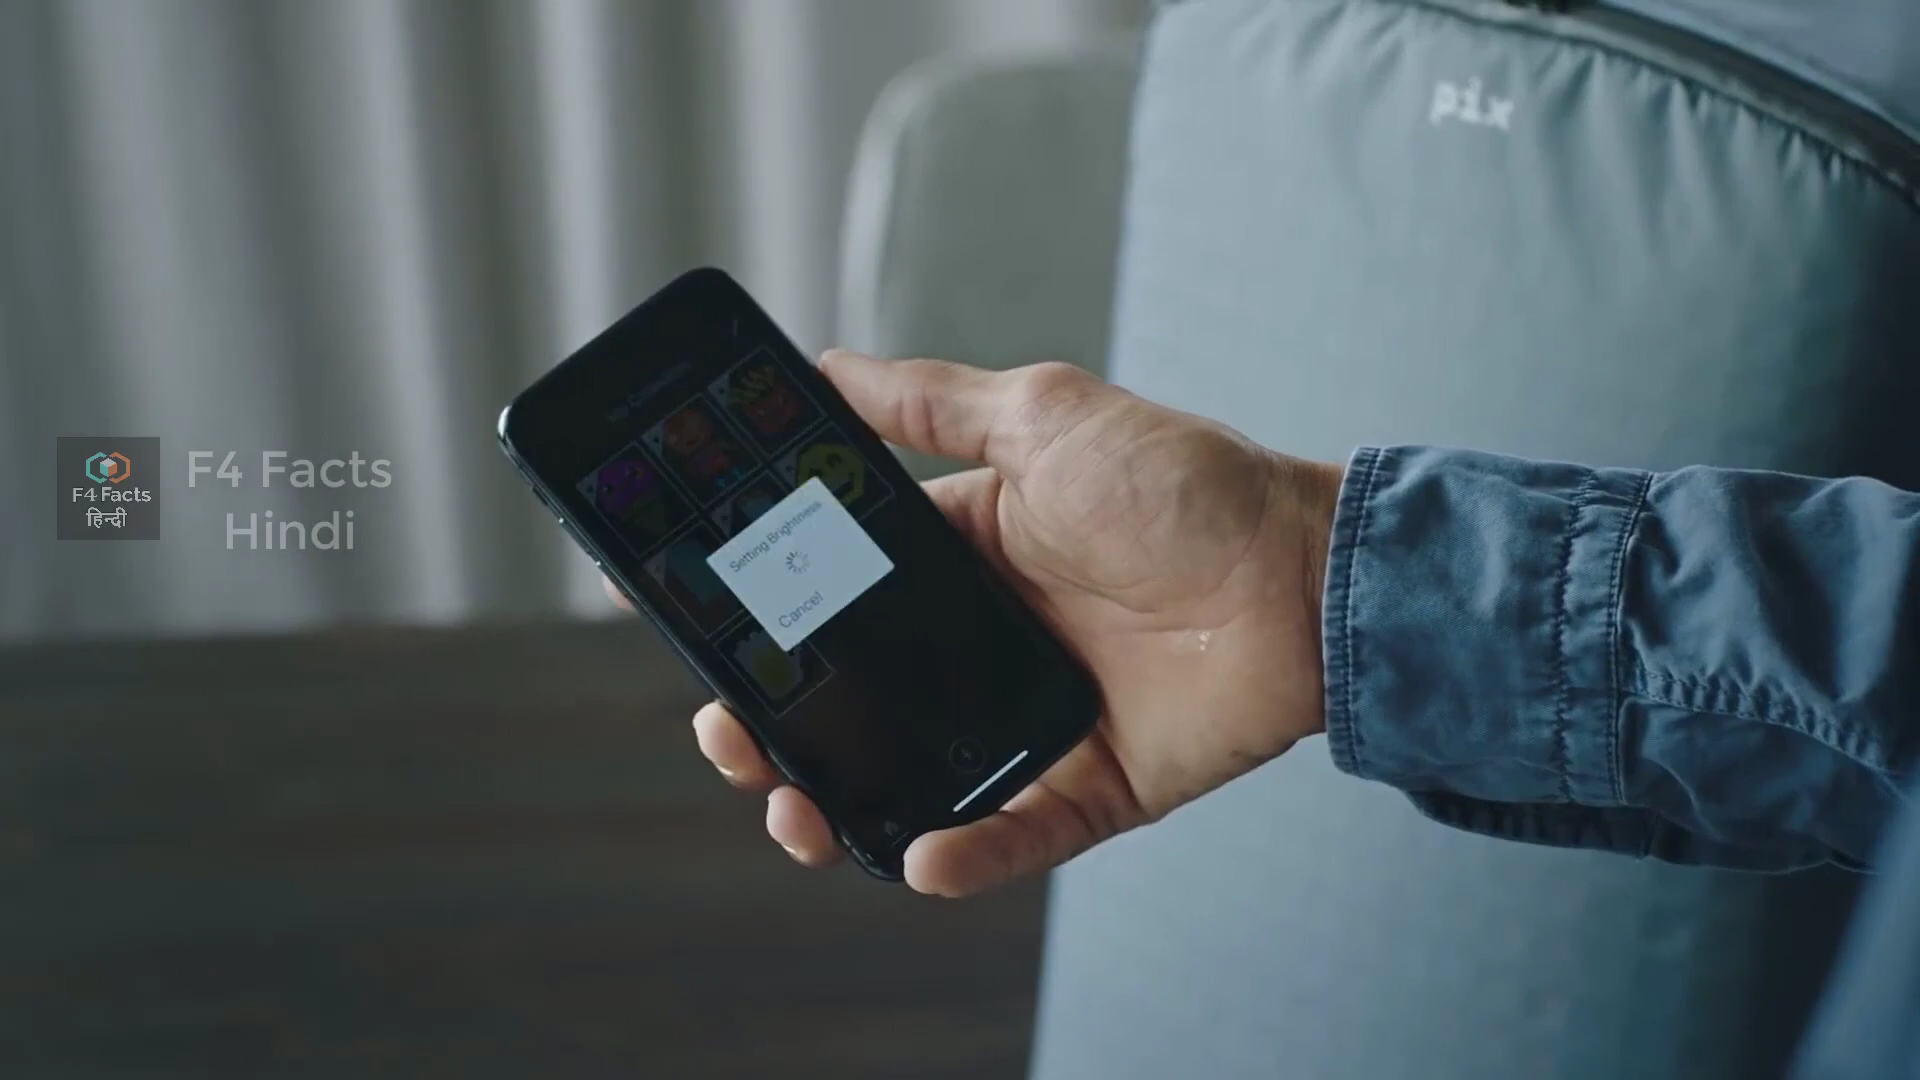 pix
F4 Facts
हिन्दी
F4 Facts
Hindi
Setting Brightness
Cancel